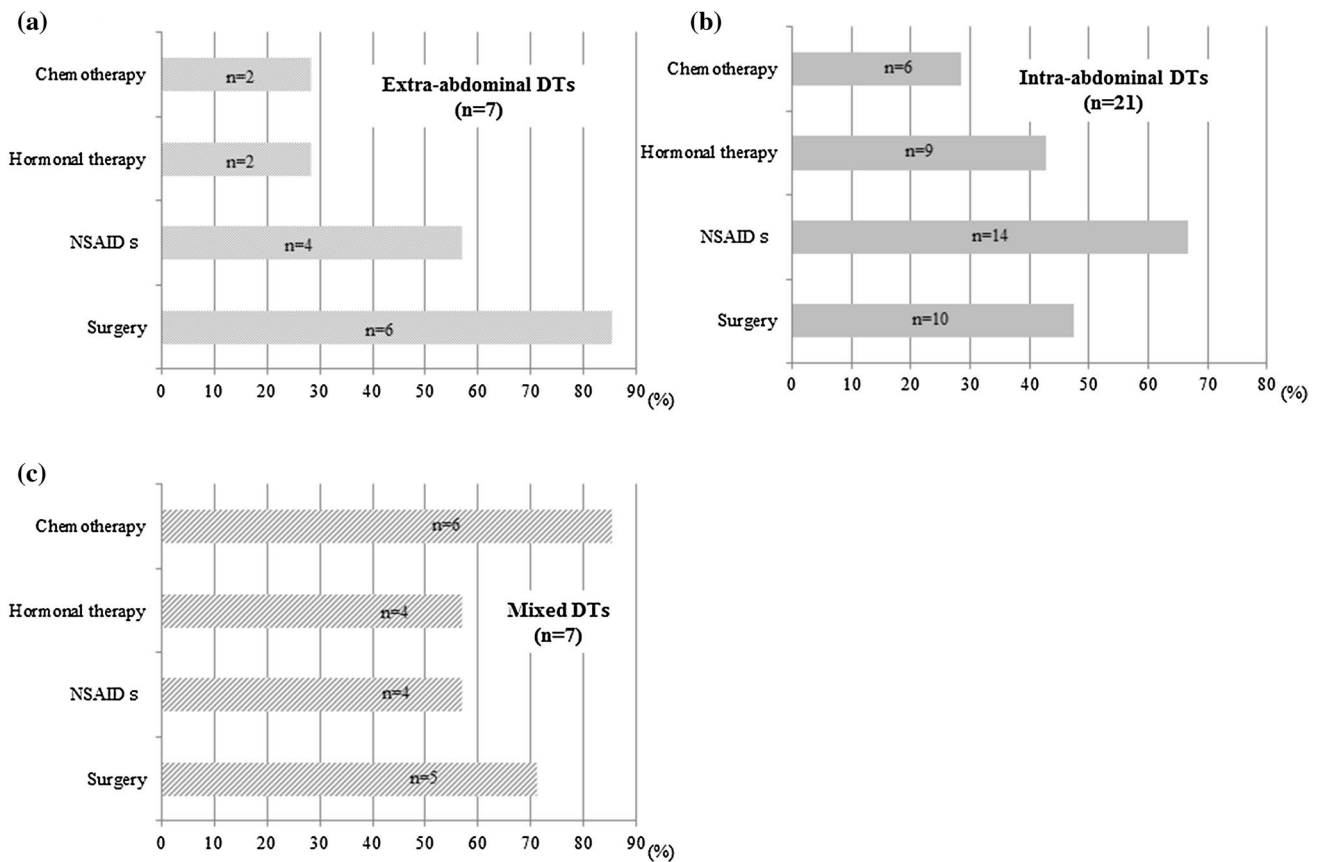 (a)
Chemotherapy
n=2
Extra-abdominal DTs
(n=7)
Hormonal therapy
n=2
NSAIDs
n=4
Surgery
n=6
0 10 20 30 40 50 60 70 80 90 (%)
(b)
Chemotherapy
n=6
Intra-abdominal DTs
(n=21)
Hormonal therapy
n=9
NSAIDs
n=14
Surgery
n=10
0 10 20 30 40 50 60 70 80 (%)
(c)
Chemotherapy
n=6
Hormonal therapy
n=4
Mixed DTs
(n=7)
NSAIDs
n=4
Surgery
n=5
0 10 20 30 40 50 60 70 80 90 (%)